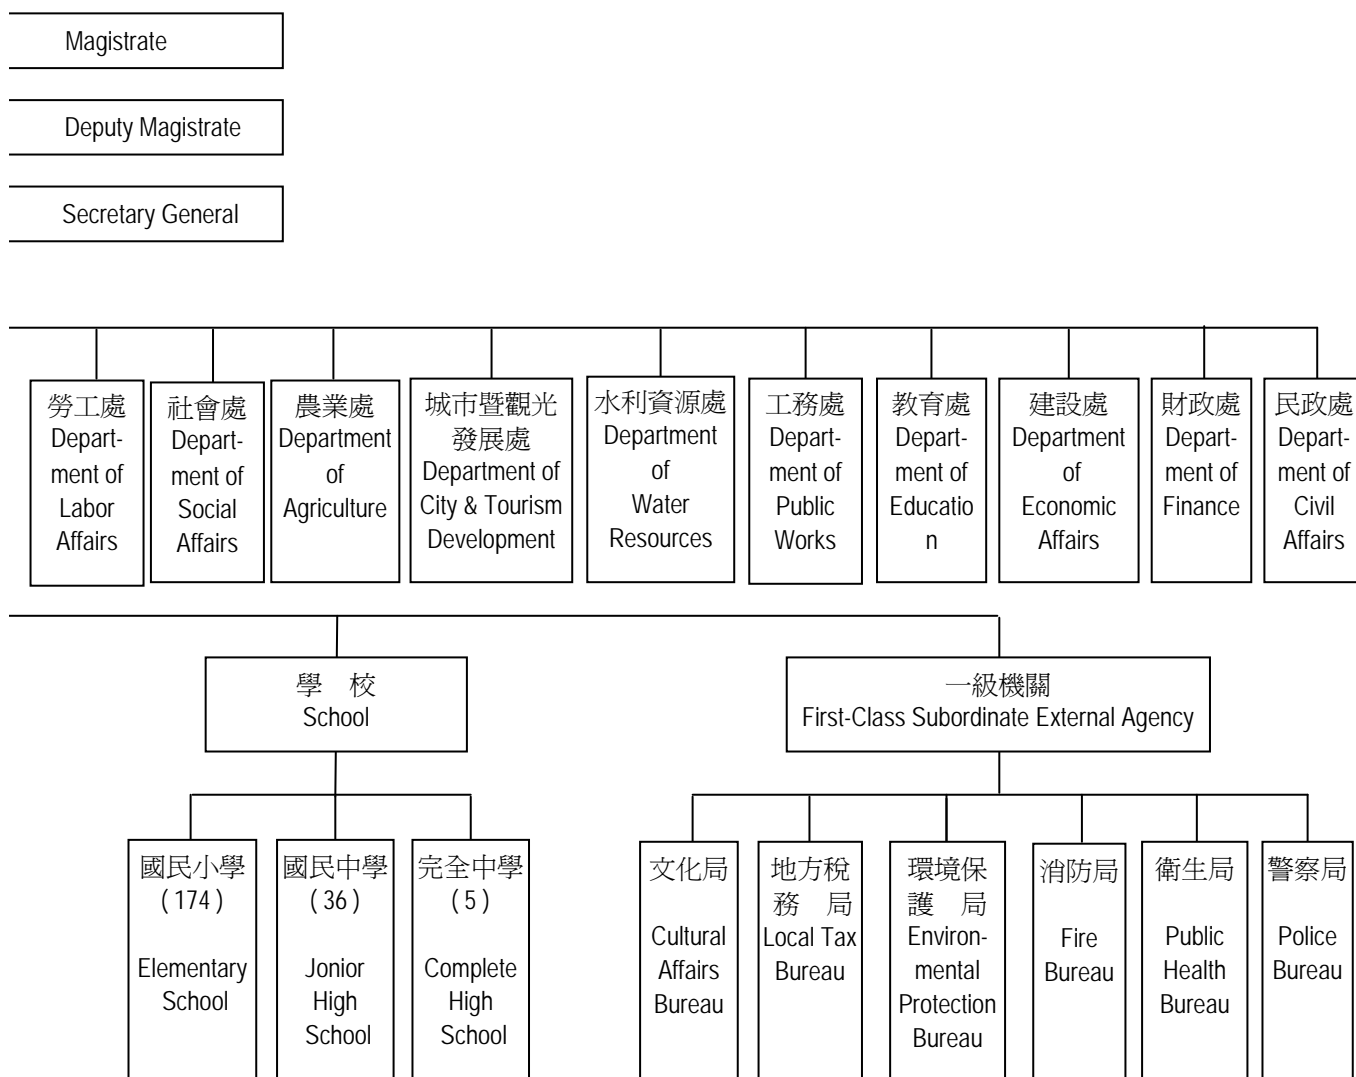 Magistrate
Deputy Magistrate
Secretary General
勞工處
Depart-
ment of
Labor
Affairs
社會處
Depart-
ment of
Social
Affairs
農業處
Department
of
Agriculture
城市暨觀光
發展處
Department of
City & Tourism
Development
水利資源處
Department
of
Water
Resources
工務處
Depart-
ment of
Public
Works
教育處
Depart-
ment of
Educatio
n
建設處
Department
of
Economic
Affairs
財政處
Depart-
ment of
Finance
民政處
Depart-
ment of
Civil
Affairs
學 校
School
一級機關
First-Class Subordinate External Agency
國民小學
(174)
Elementary
School
國民中學
(36)
Jonior
High
School
完全中學
(5)
Complete
High
School
文化局
Cultural
Affairs
Bureau
地方稅
務 局
Local Tax
Bureau
環境保
護 局
Environ-
mental
Protection
Bureau
消防局
Fire
Bureau
衛生局
Public
Health
Bureau
警察局
Police
Bureau